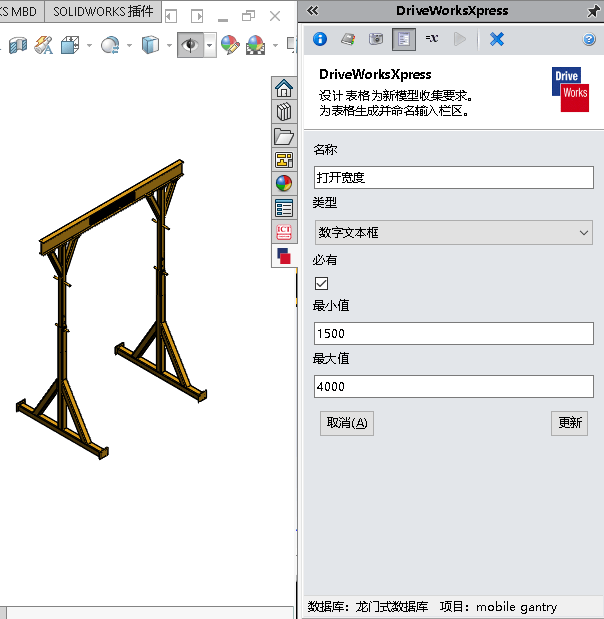 KS MBD
SOLIDWORKS 插件
DriveWorksXpress
DriveWorksXpress
设计表格为新模型收集要求。
为表格生成并命名输入栏区。
Drive
Works
名称
打开宽度
类型
数字文本框
必有
最小值
1500
最大值
4000
取消(A)
更新
ICT
数据库：龙门式数据库 项目：mobile gantry